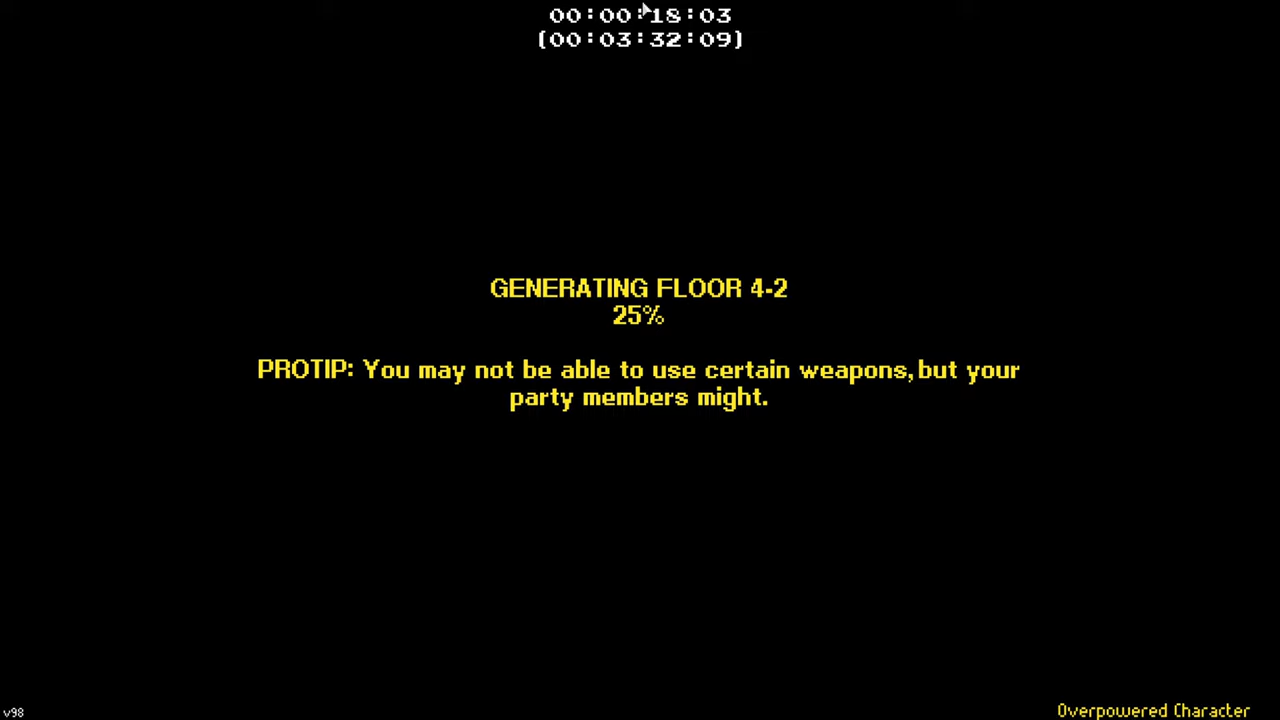 00:00:18:03
[00:03:32:09]
GENERATING FLOOR 4-2
25%
PROTIP: You may not be able to use certain weapons, but your
party members might.
v98
Overpowered Character